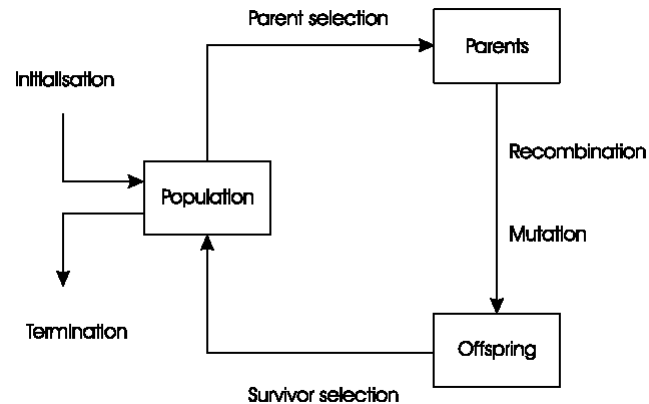 Parent selection
Parents
Initialisation
Recombination
Population
Mutation
Termination
Offspring
Survivor selection